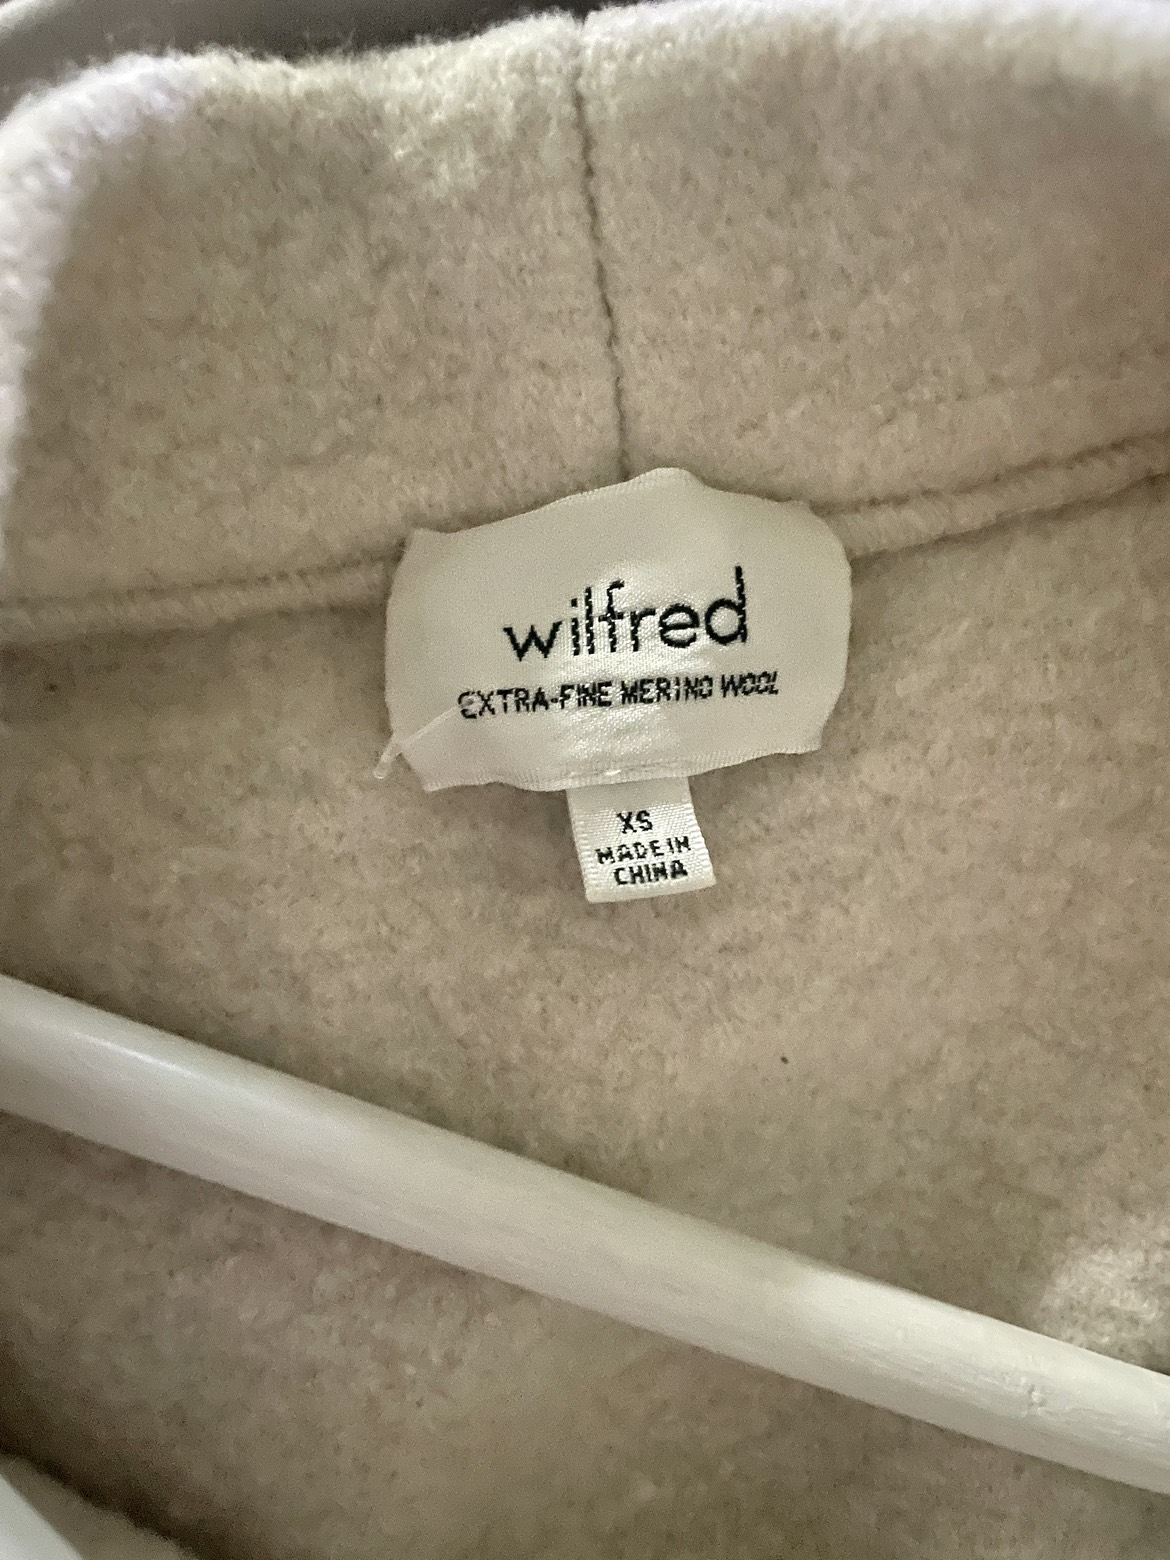 wilfred
EXTRA-FINE MERINO WOOL
XS
MADE IN
CHINA